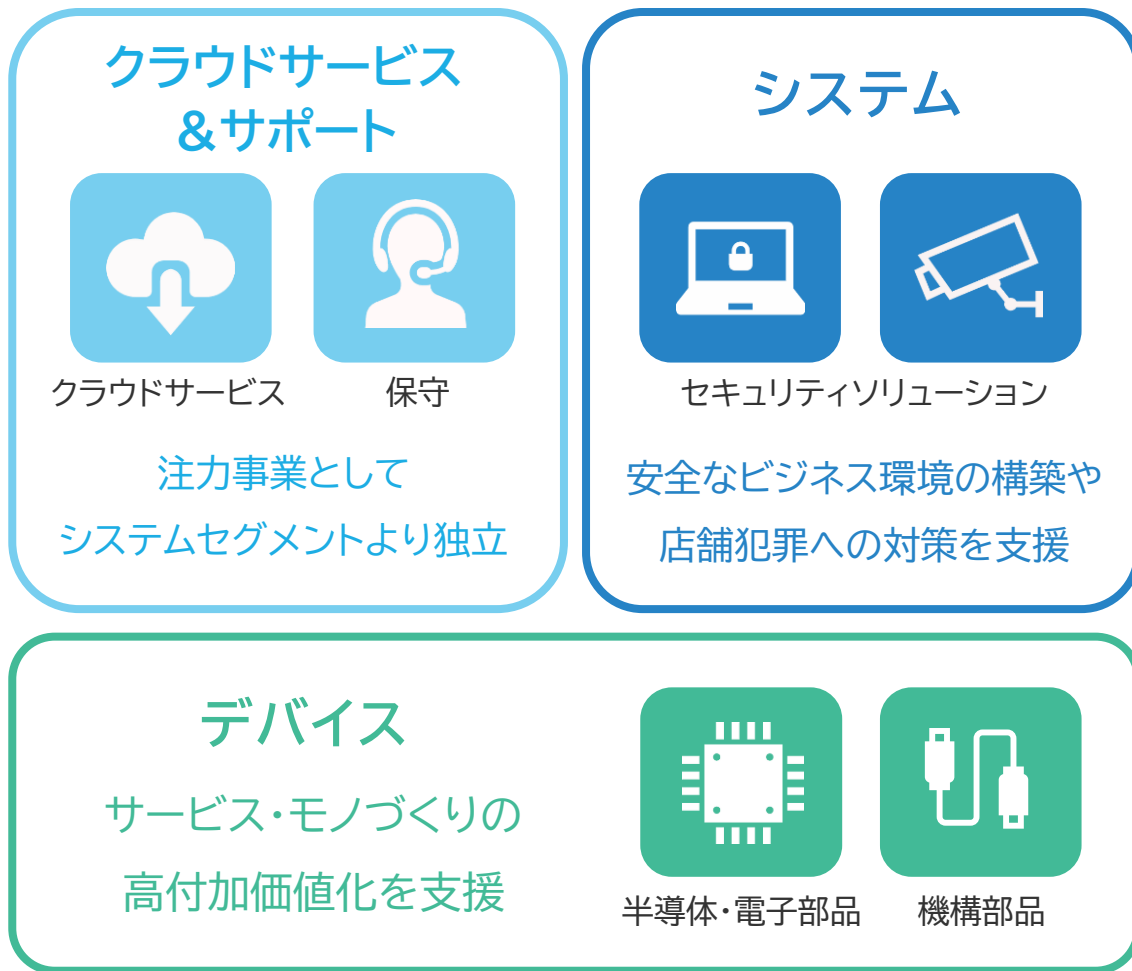 クラウドサービス
&サポート
クラウドサービス
保守
注力事業として
システムセグメントより独立
システム
セキュリティソリューション
安全なビジネス環境の構築や
店舗犯罪への対策を支援
デバイス
サービス・モノづくりの
高付加価値化を支援
半導体・電子部品
機構部品